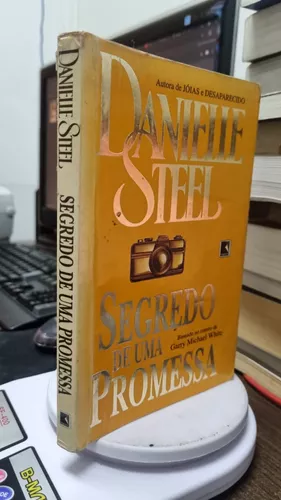 DANIELLE STEEL SEGREDO DE UMA PROMESSA
Autora de JÓIAS e DESAPARECIDO
DANIELLE
STEEL
SEGREDO
Baseado no roteiro de
DE UMA
Garry Michael White
PROMESSA